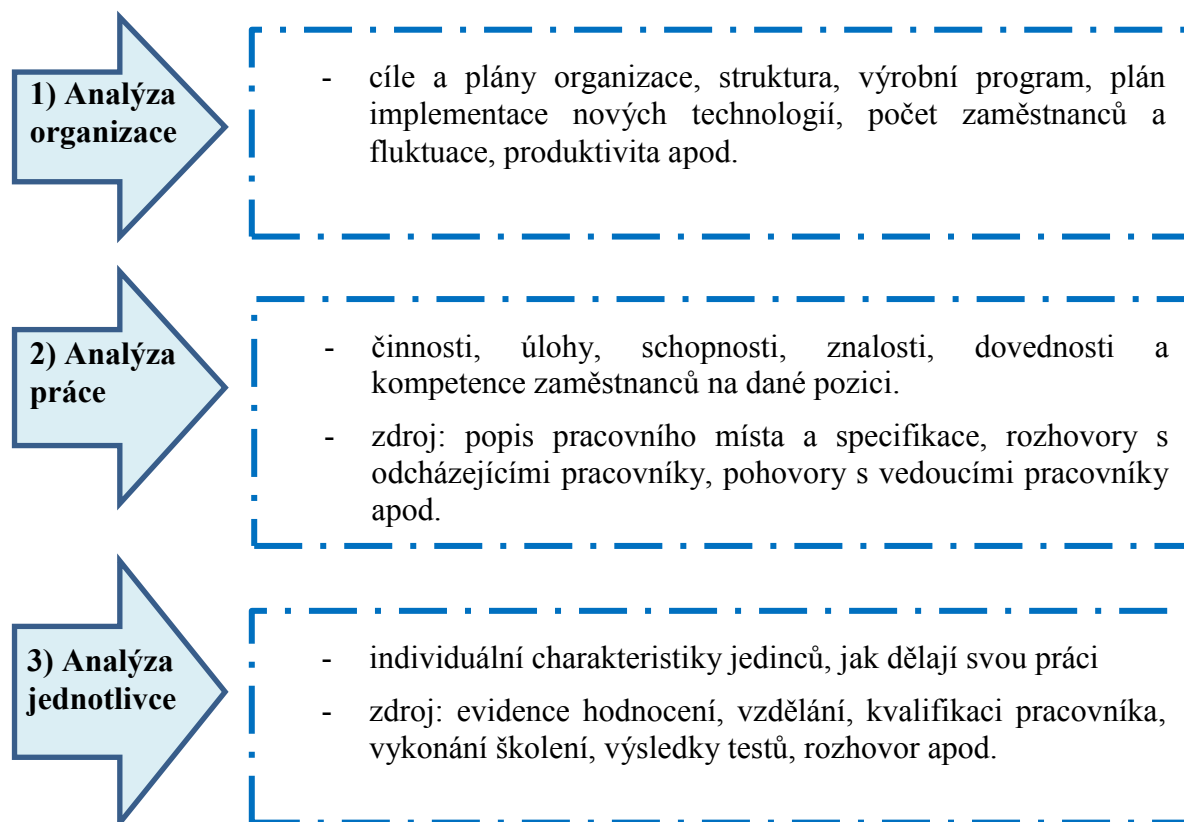 1) Analýza
organizace
- cíle a plány organizace, struktura, výrobní program, plán
implementace nových technologií, počet zaměstnanců a
fluktuace, produktivita apod.
2) Analýza
práce
- činnosti, úlohy, schopnosti, znalosti, dovednosti a
kompetence zaměstnanců na dané pozici.
- zdroj: popis pracovního místa a specifikace, rozhovory s
odcházejícími pracovníky, pohovory s vedoucími pracovníky
apod.
3) Analýza
jednotlivce
- individuální charakteristiky jedinců, jak dělají svou práci
- zdroj: evidence hodnocení, vzdělání, kvalifikaci pracovníka,
vykonání školení, výsledky testů, rozhovor apod.